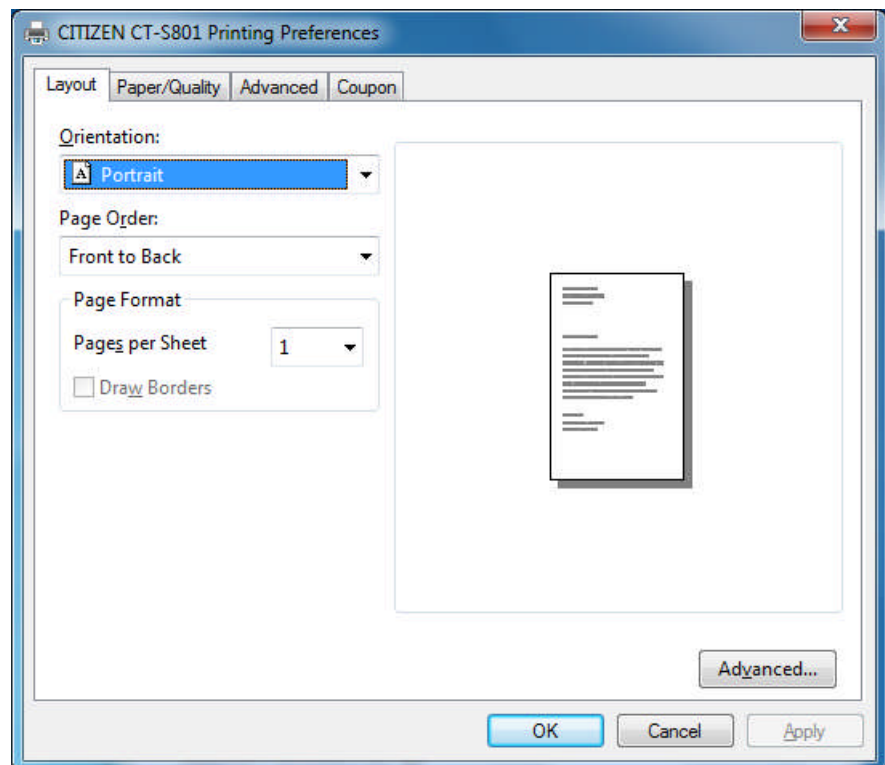 CITIZEN CT-S801 Printing Preferences
Layout Paper/Quality Advanced Coupon
Orientation:
A Portrait
Page Order:
Front to Back
Page Format
Pages per Sheet 1
Draw Borders
Advanced...
OK Cancel Apply